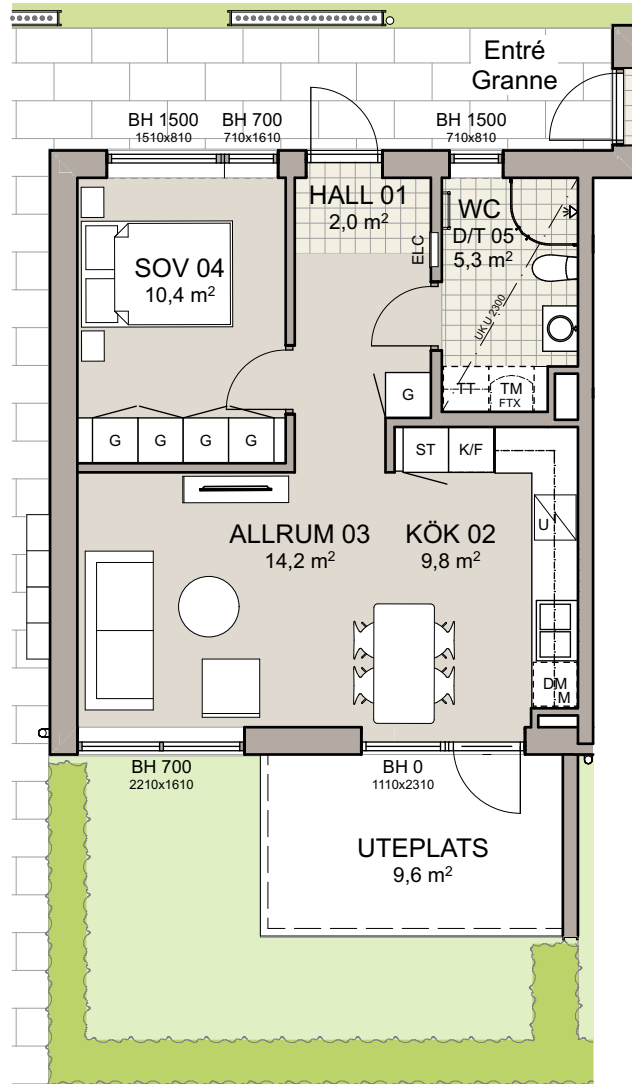 Entré
Granne
BH 1500
1510x810
BH 700
710x1610
BH 1500
710x810
HALL 01
2,0 m²
WC
D/T 05
5,3 m²
ELC
SOV 04
10,4 m²
UK U 2300
G
TT
TM
FTX
G
G
G
G
ST
K/F
ALLRUM 03
14,2 m²
KÖK 02
9,8 m²
U
DM
M
BH 700
2210x1610
BH 0
1110x2310
UTEPLATS
9,6 m²